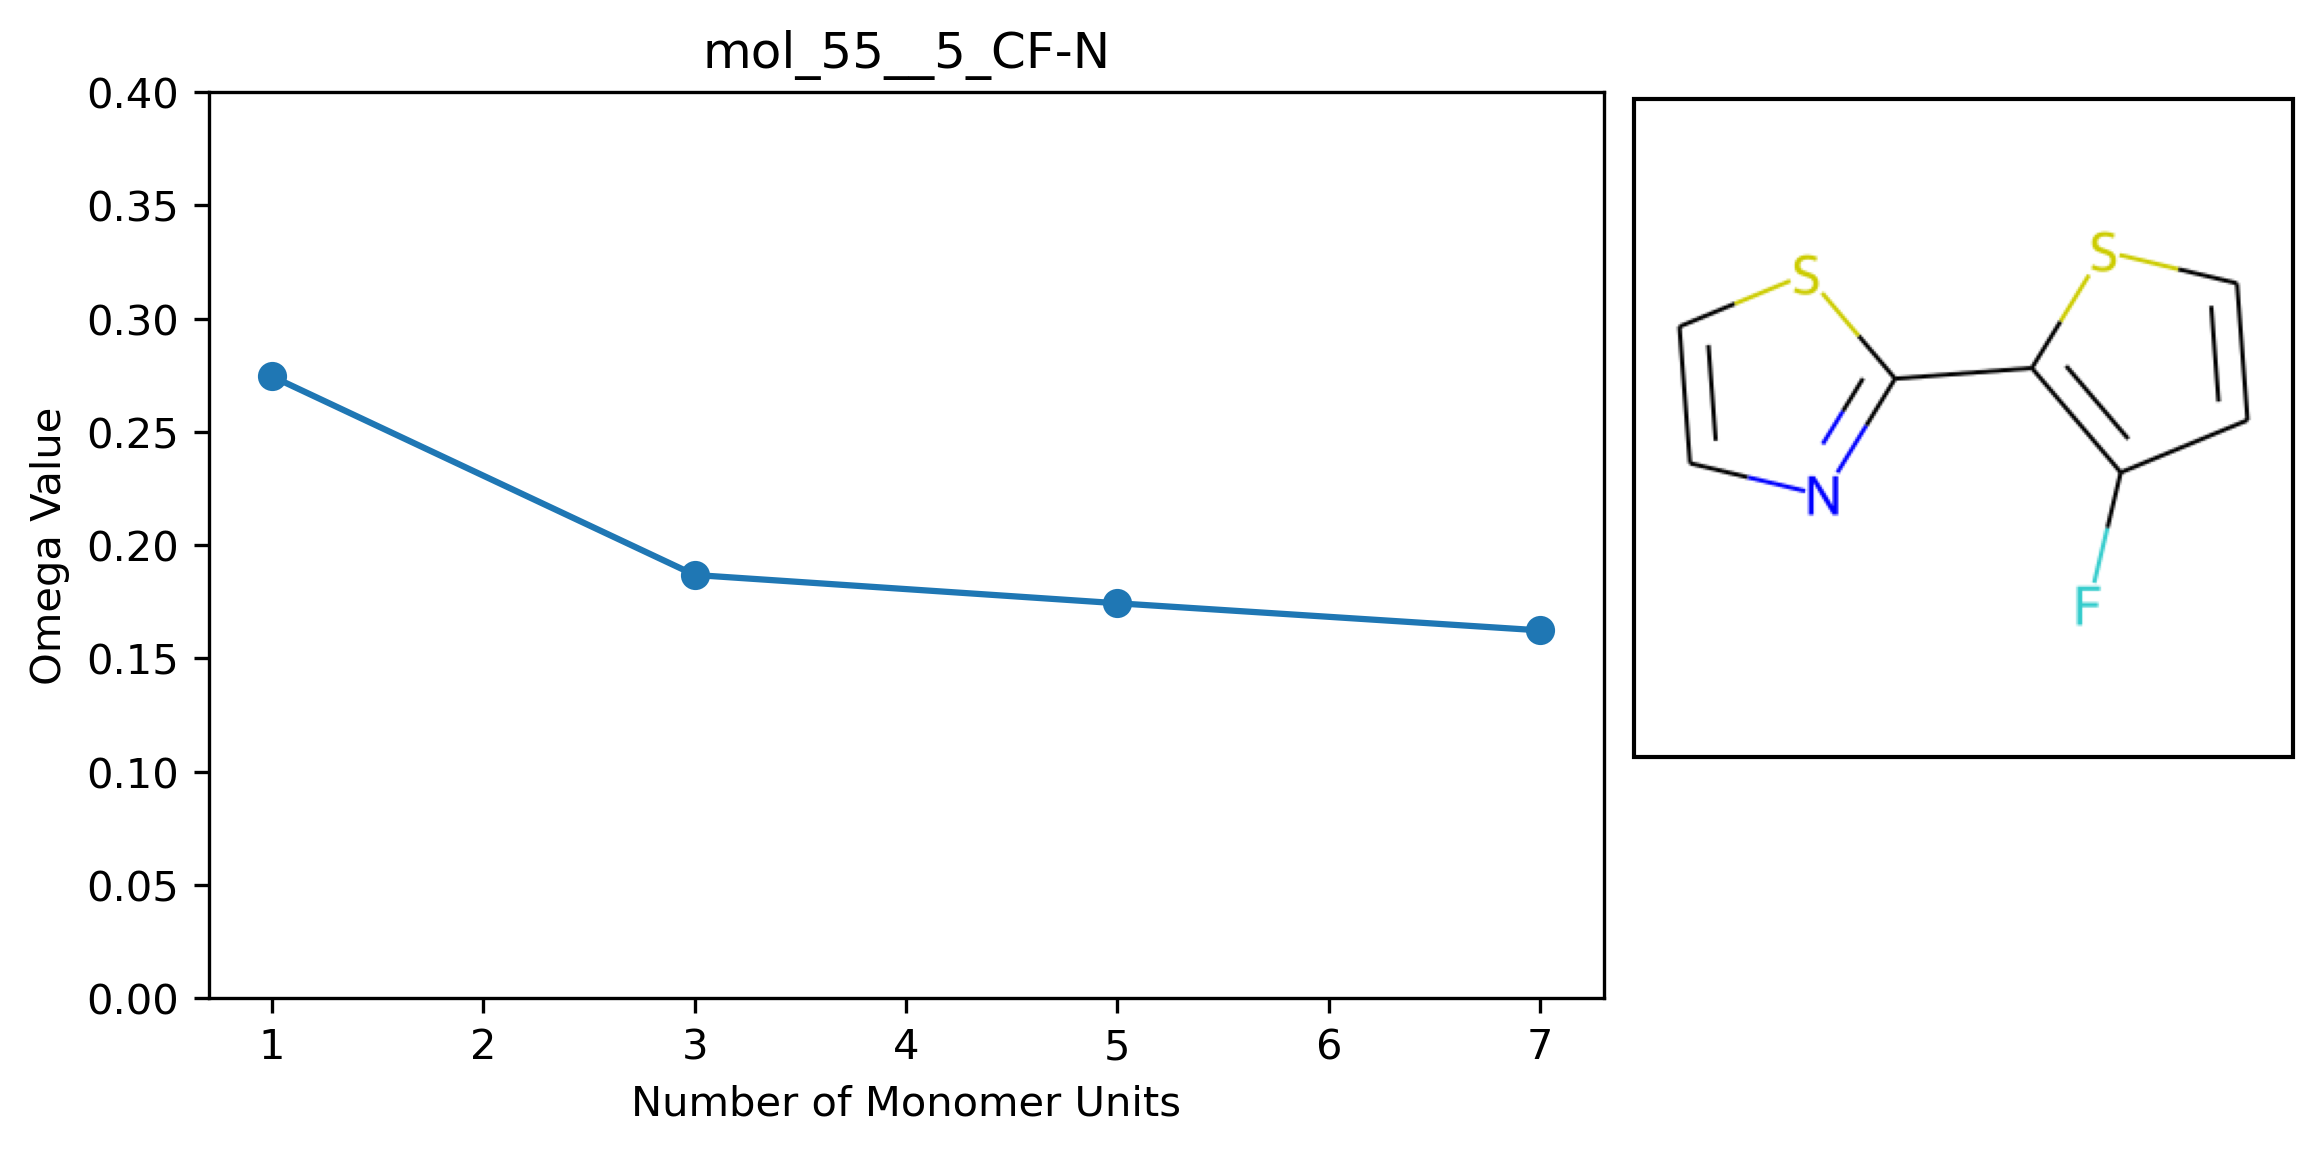 mol_55__5_CF-N
0.40
0.35
0.30
0.25
0.20
0.15
0.10
0.05
0.00
Omega Value
1 2 3 4 5 6 7
Number of Monomer Units
S
S
N
F